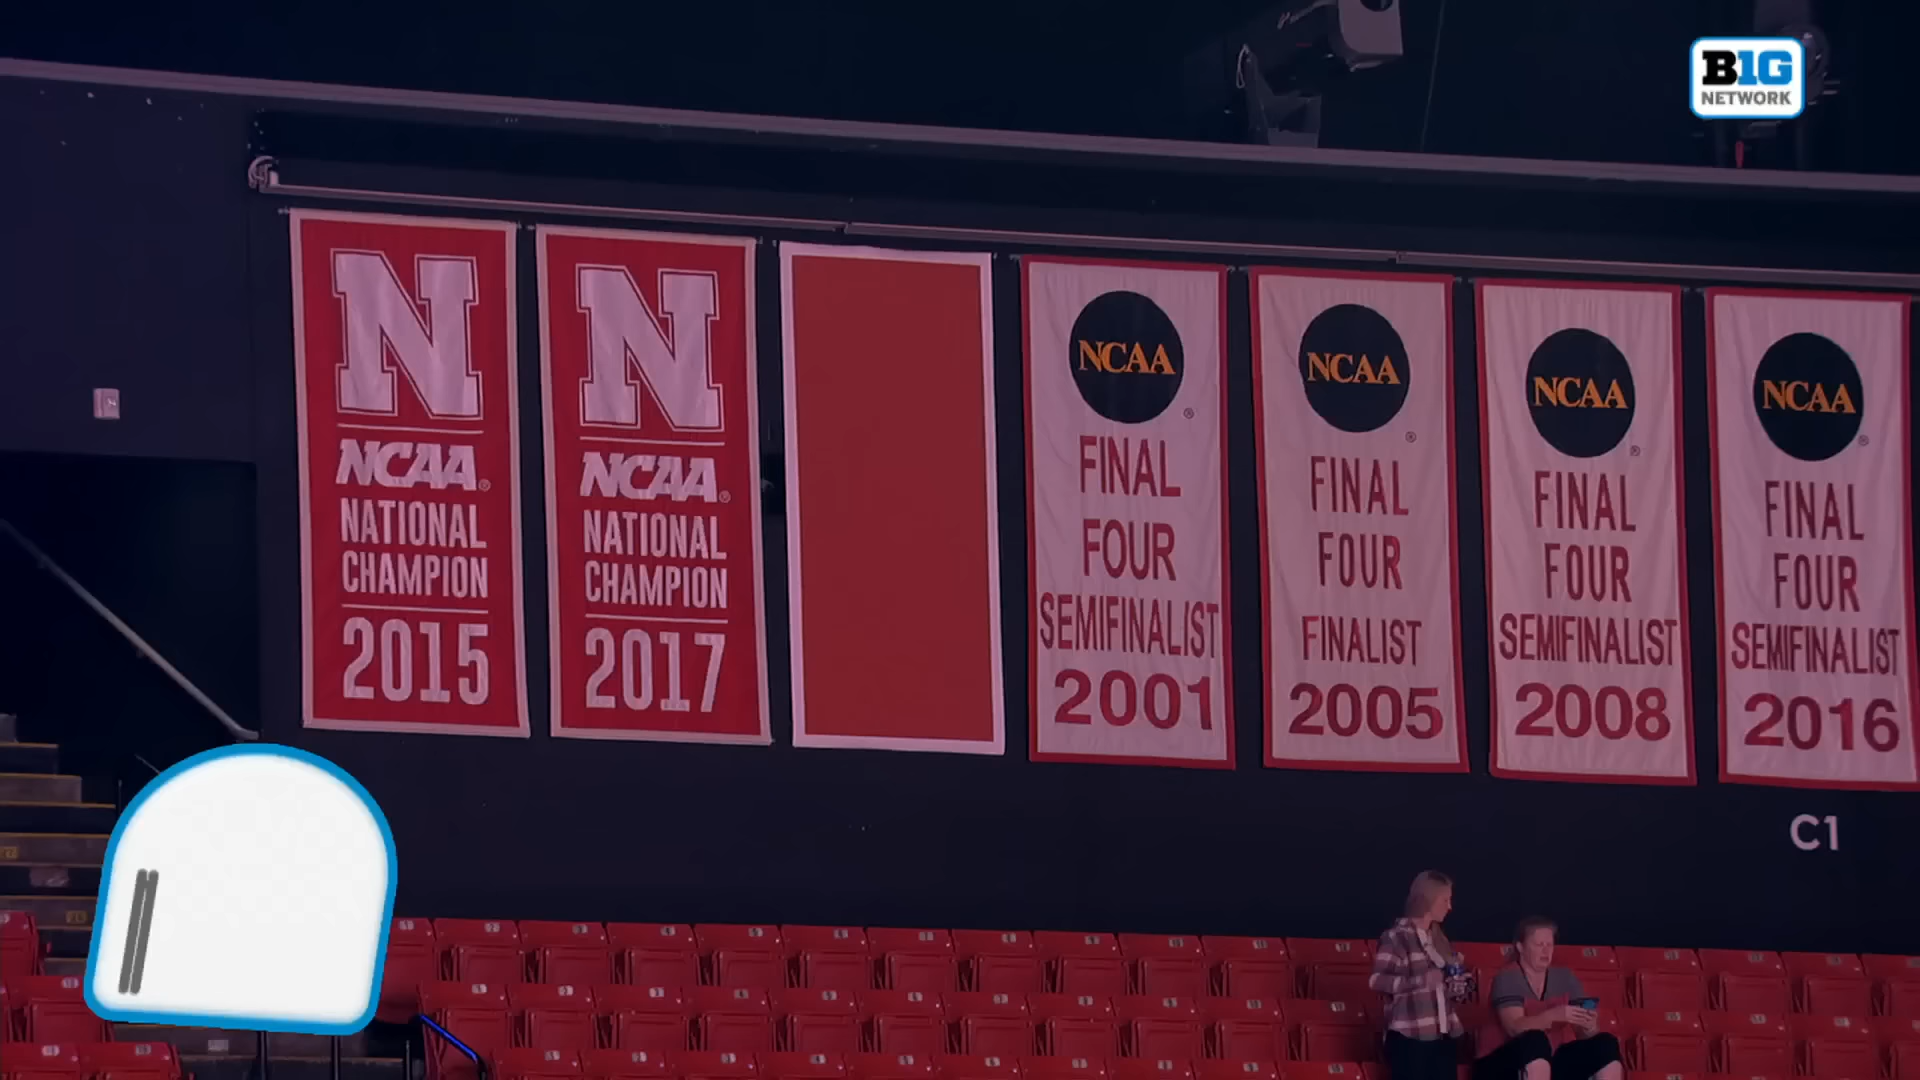 B1G
NETWORK
N
NCAA®
NATIONAL
CHAMPION
2015
N
NCAA®
NATIONAL
CHAMPION
2017
NCAA
®
FINAL
FOUR
SEMIFINALIST
2001
NCAA
®
FINAL
FOUR
FINALIST
2005
NCAA
®
FINAL
FOUR
SEMIFINALIST
2008
NCAA
®
FINAL
FOUR
SEMIFINALIST
2016
C1